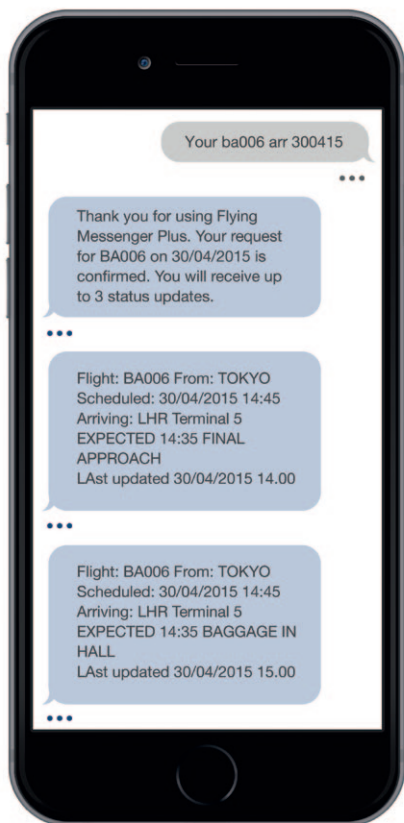 Your ba006 arr 300415
Thank you for using Flying
Messenger Plus. Your request
for BA006 on 30/04/2015 is
confirmed. You will receive up
to 3 status updates.
Flight: BA006 From: TOKYO
Scheduled: 30/04/2015 14:45
Arriving: LHR Terminal 5
EXPECTED 14:35 FINAL
APPROACH
LAst updated 30/04/2015 14.00
Flight: BA006 From: TOKYO
Scheduled: 30/04/2015 14:45
Arriving: LHR Terminal 5
EXPECTED 14:35 BAGGAGE IN
HALL
LAst updated 30/04/2015 15.00